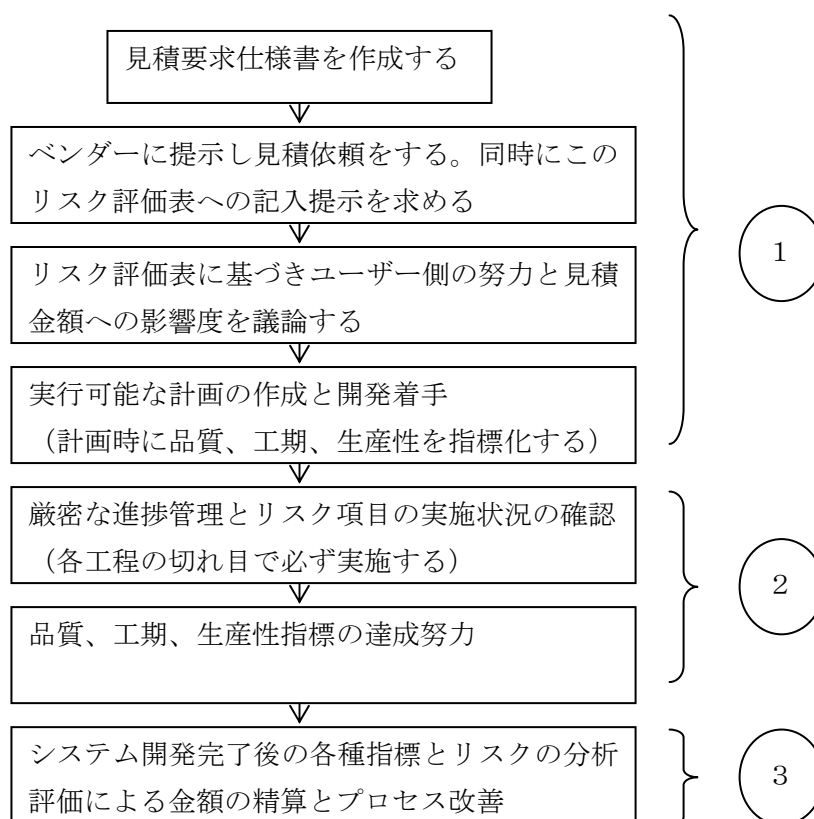 見積要求仕様書を作成する
ベンダーに提示し見積依頼をする。同時にこの
リスク評価表への記入提示を求める
リスク評価表に基づきユーザー側の努力と見積
金額への影響度を議論する
1
実行可能な計画の作成と開発着手
（計画時に品質、工期、生産性を指標化する）
厳密な進捗管理とリスク項目の実施状況の確認
（各工程の切れ目で必ず実施する）
2
品質、工期、生産性指標の達成努力
システム開発完了後の各種指標とリスクの分析
評価による金額の精算とプロセス改善
3